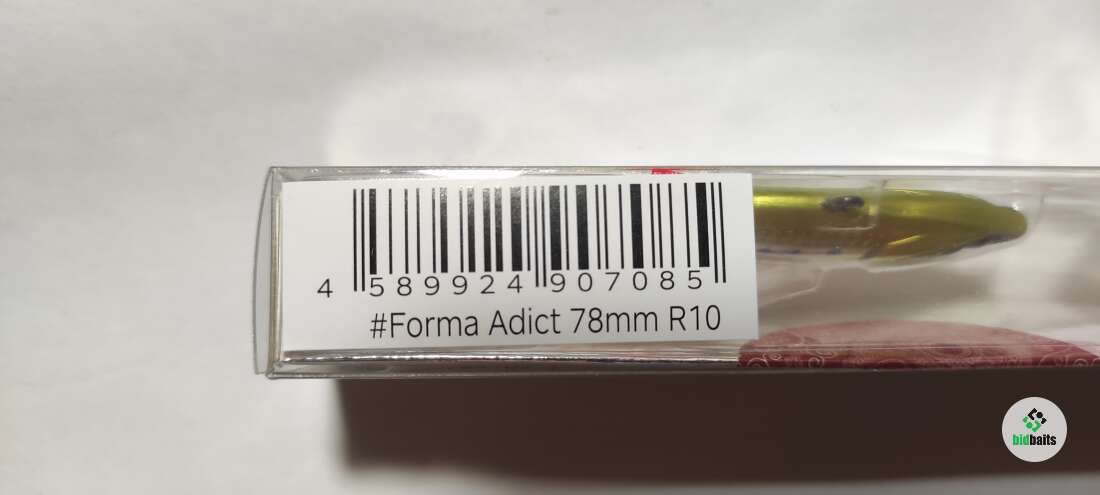 4 589924 907085
#Forma Adict 78mm R10
bidbaits